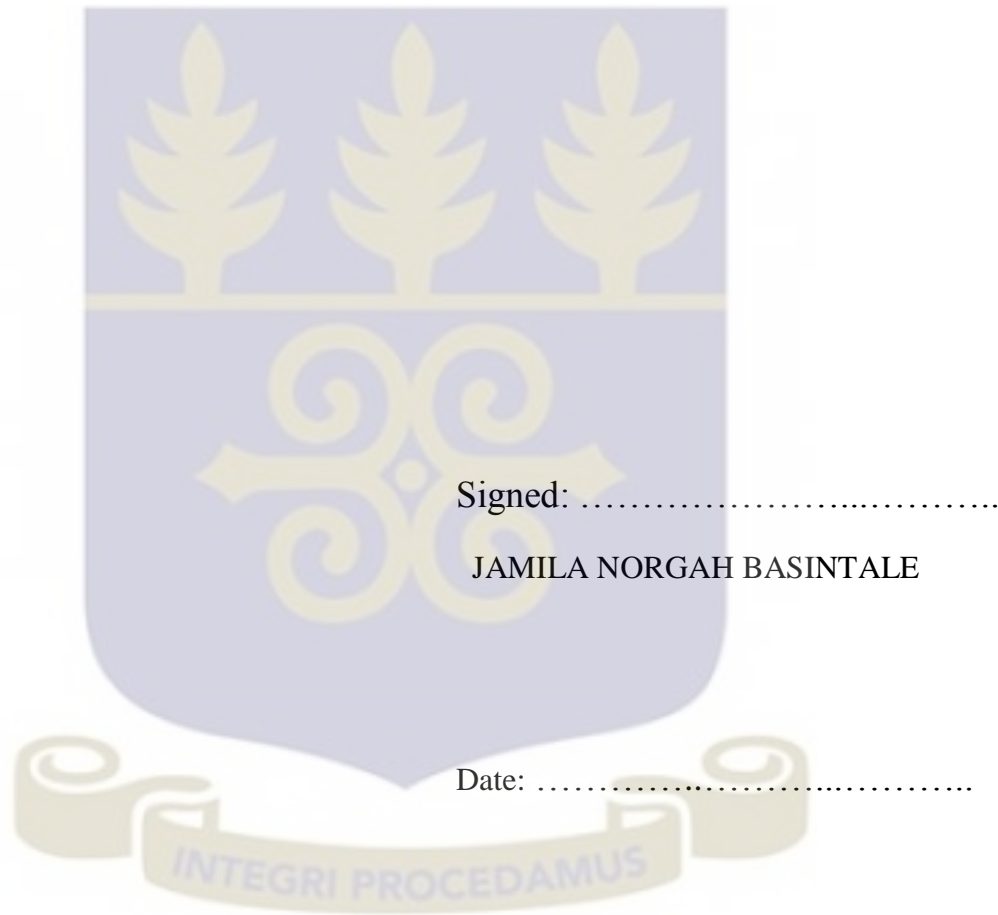 Signed: ……………………...………..
JAMILA NORGAH BASINTALE
Date: …………..………...………..
INTEGRI PROCEDAMUS